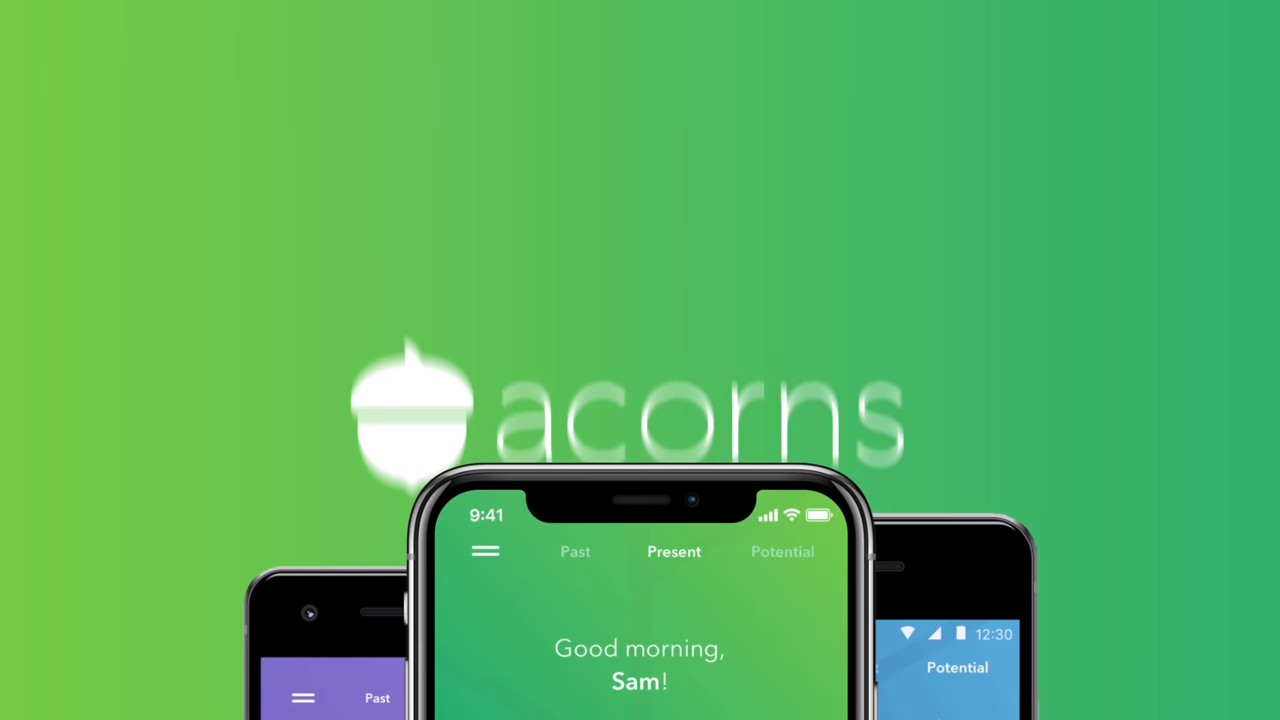 acorns
9:41
Past Present Potential
Good morning,
Sam!
Past
12:30
Potential